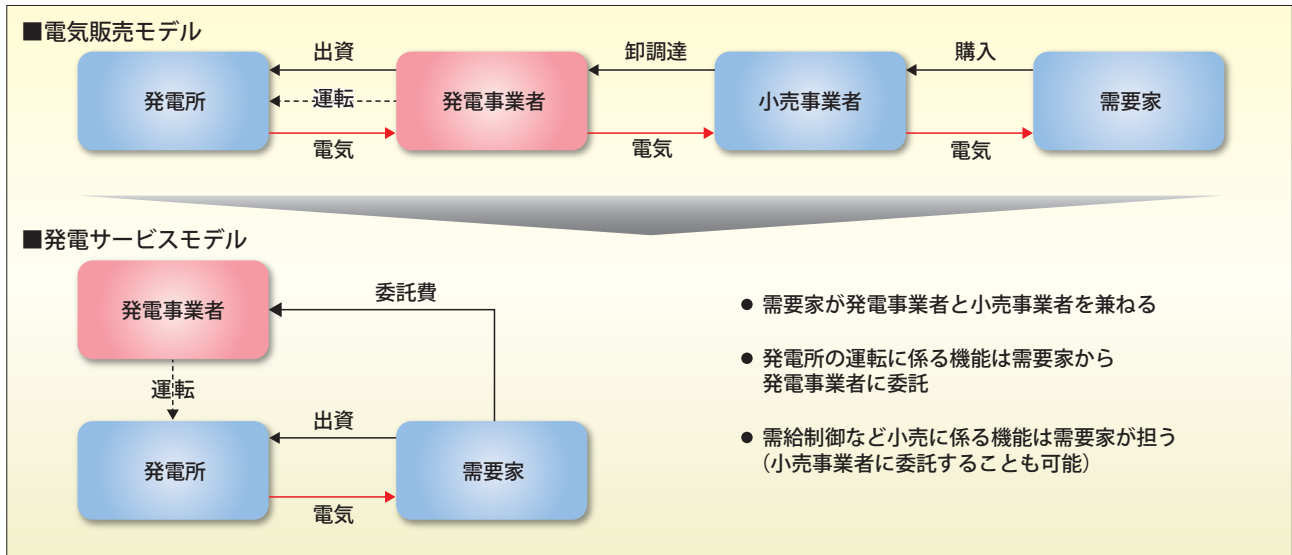 ■電気販売モデル
出資
卸調達
購入
発電所
運転
発電事業者
小売事業者
需要家
電気
電気
電気
■発電サービスモデル
発電事業者
委託費
運転
出資
発電所
需要家
電気
● 需要家が発電事業者と小売事業者を兼ねる
● 発電所の運転に係る機能は需要家から
発電事業者に委託
● 需給制御など小売に係る機能は需要家が担う
（小売事業者に委託することも可能）